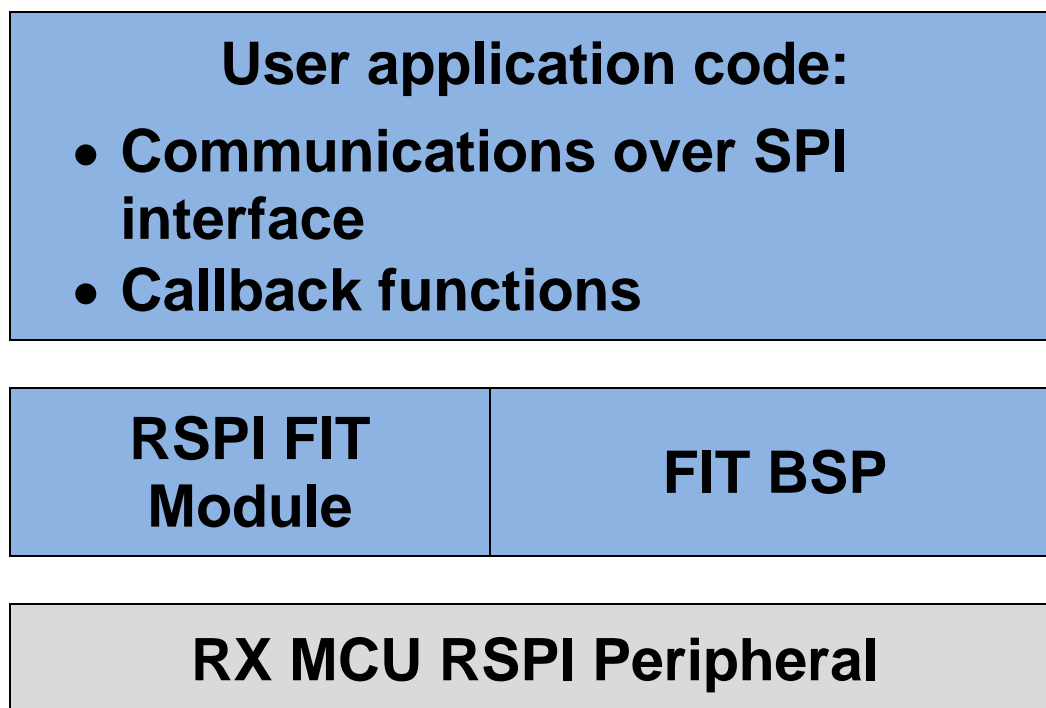 User application code:
• Communications over SPI
interface
• Callback functions
RSPI FIT
Module
FIT BSP
RX MCU RSPI Peripheral